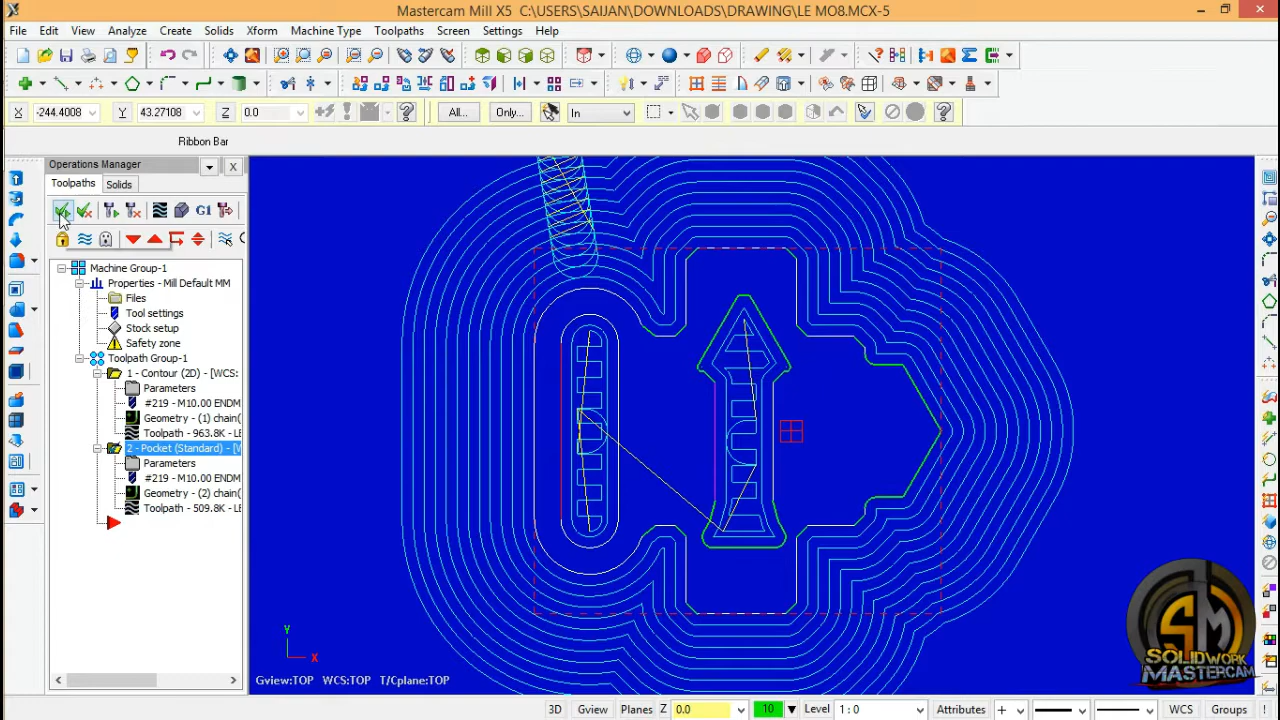 Mastercam Mill X5  C:\USERS\SAIJAN\DOWNLOADS\DRAWING\LE MO8.MCX-5
File Edit View Analyze Create Solids Xform Machine Type Toolpaths Screen Settings Help
X -244.4008 Y 43.27108 Z 0.0 ? All... Only... In ?
Ribbon Bar
Operations Manager
Toolpaths Solids
G1
Machine Group-1
Properties - Mill Default MM
Files
Tool settings
Stock setup
Safety zone
Toolpath Group-1
1 - Contour (2D) - [WCS:
Parameters
#219 - M10.00 ENDM
Geometry - (1) chain(
Toolpath - 963.8K - LE
2 - Pocket (Standard) - [W
Parameters
#219 - M10.00 ENDM
Geometry - (2) chain(
Toolpath - 509.8K - LE
Y
X
Gview:TOP WCS:TOP T/Cplane:TOP
SM
SOLIDWORK
MASTERCAM
3D Gview Planes Z 0.0 10 Level 1 : 0 Attributes WCS Groups !